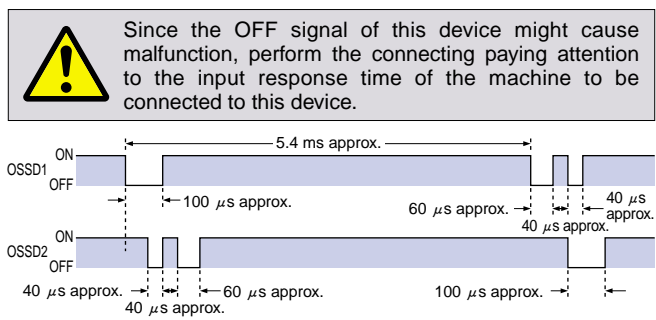 Since the OFF signal of this device might cause
malfunction, perform the connecting paying attention
to the input response time of the machine to be
connected to this device.
5.4 ms approx.
ON
OSSD1
OFF
100 μs approx.
60 μs approx.
40 μs approx.
40 μs
approx.
ON
OSSD2
OFF
40 μs approx.
40 μs approx.
60 μs approx.
100 μs approx.